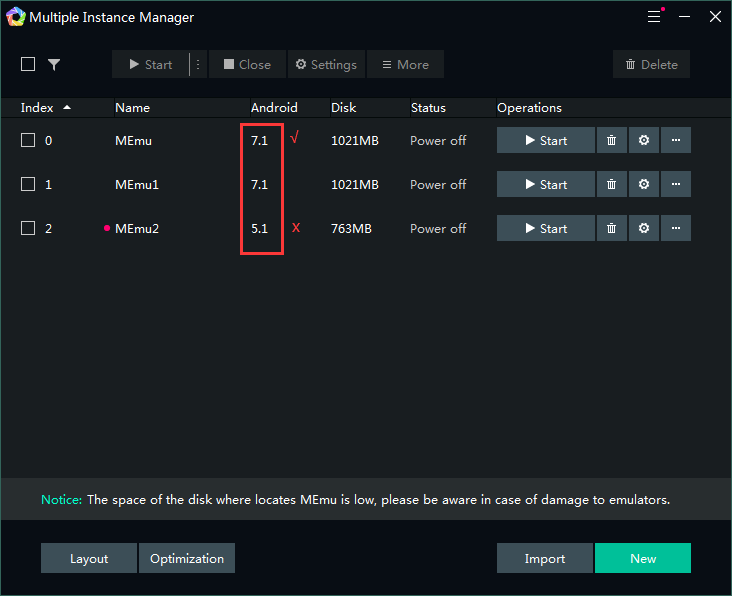 Multiple Instance Manager
Start Close Settings More Delete
Index Name Android Disk Status Operations
0 MEmu 7.1 √ 1021MB Power off Start
1 MEmu1 7.1 1021MB Power off Start
2 MEmu2 5.1 X 763MB Power off Start
Notice: The space of the disk where locates MEmu is low, please be aware in case of damage to emulators.
Layout Optimization Import New